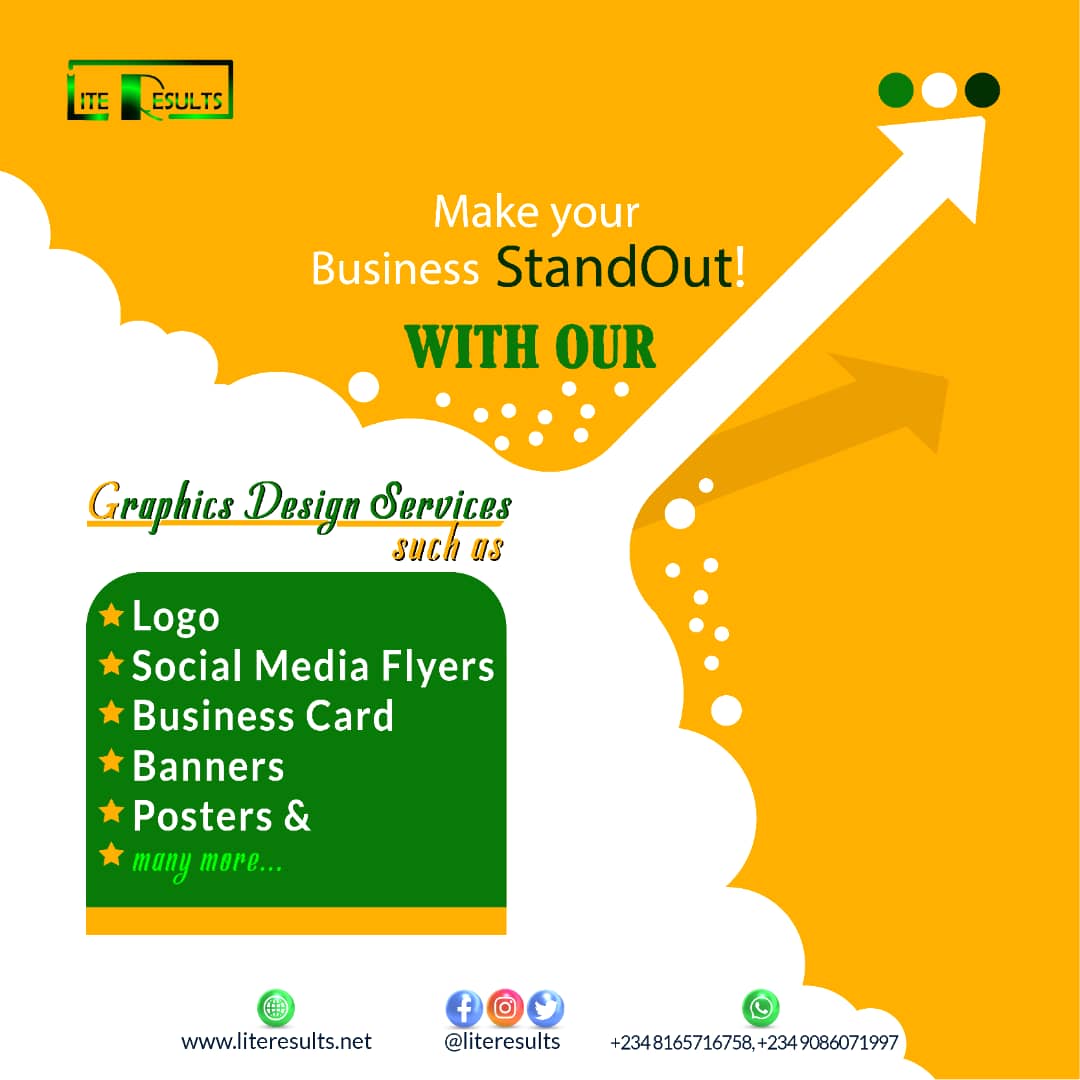 LITE RESULTS
Make your
Business StandOut!
WITH OUR
Graphics Design Services
such as
Logo
Social Media Flyers
Business Card
Banners
Posters &
many more...
www.literesults.net
@literesults
+234 8165716758, +234 9086071997